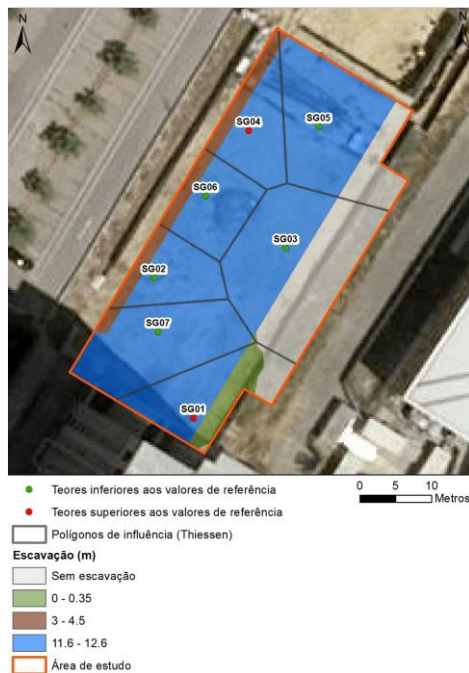 N
N
SG04
SG05
SG06
SG03
SG02
SG07
SG01
Teores inferiores aos valores de referência
Teores superiores aos valores de referência
0 5 10
Metros
Polígonos de influência (Thiessen)
Escavação (m)
Sem escavação
0 - 0.35
3 - 4.5
11.6 - 12.6
Área de estudo